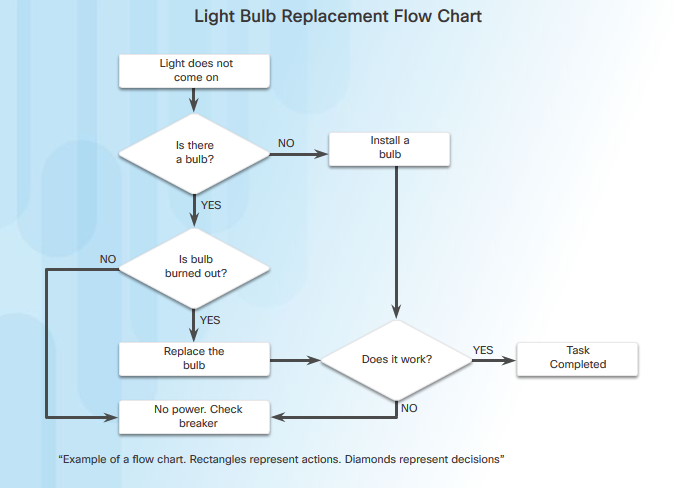 Light Bulb Replacement Flow Chart
Light does not
come on
Is there
a bulb?
NO
Install a
bulb
YES
Is bulb
burned out?
NO
YES
Replace the
bulb
Does it work?
YES
Task
Completed
NO
No power. Check
breaker
“Example of a flow chart. Rectangles represent actions. Diamonds represent decisions”